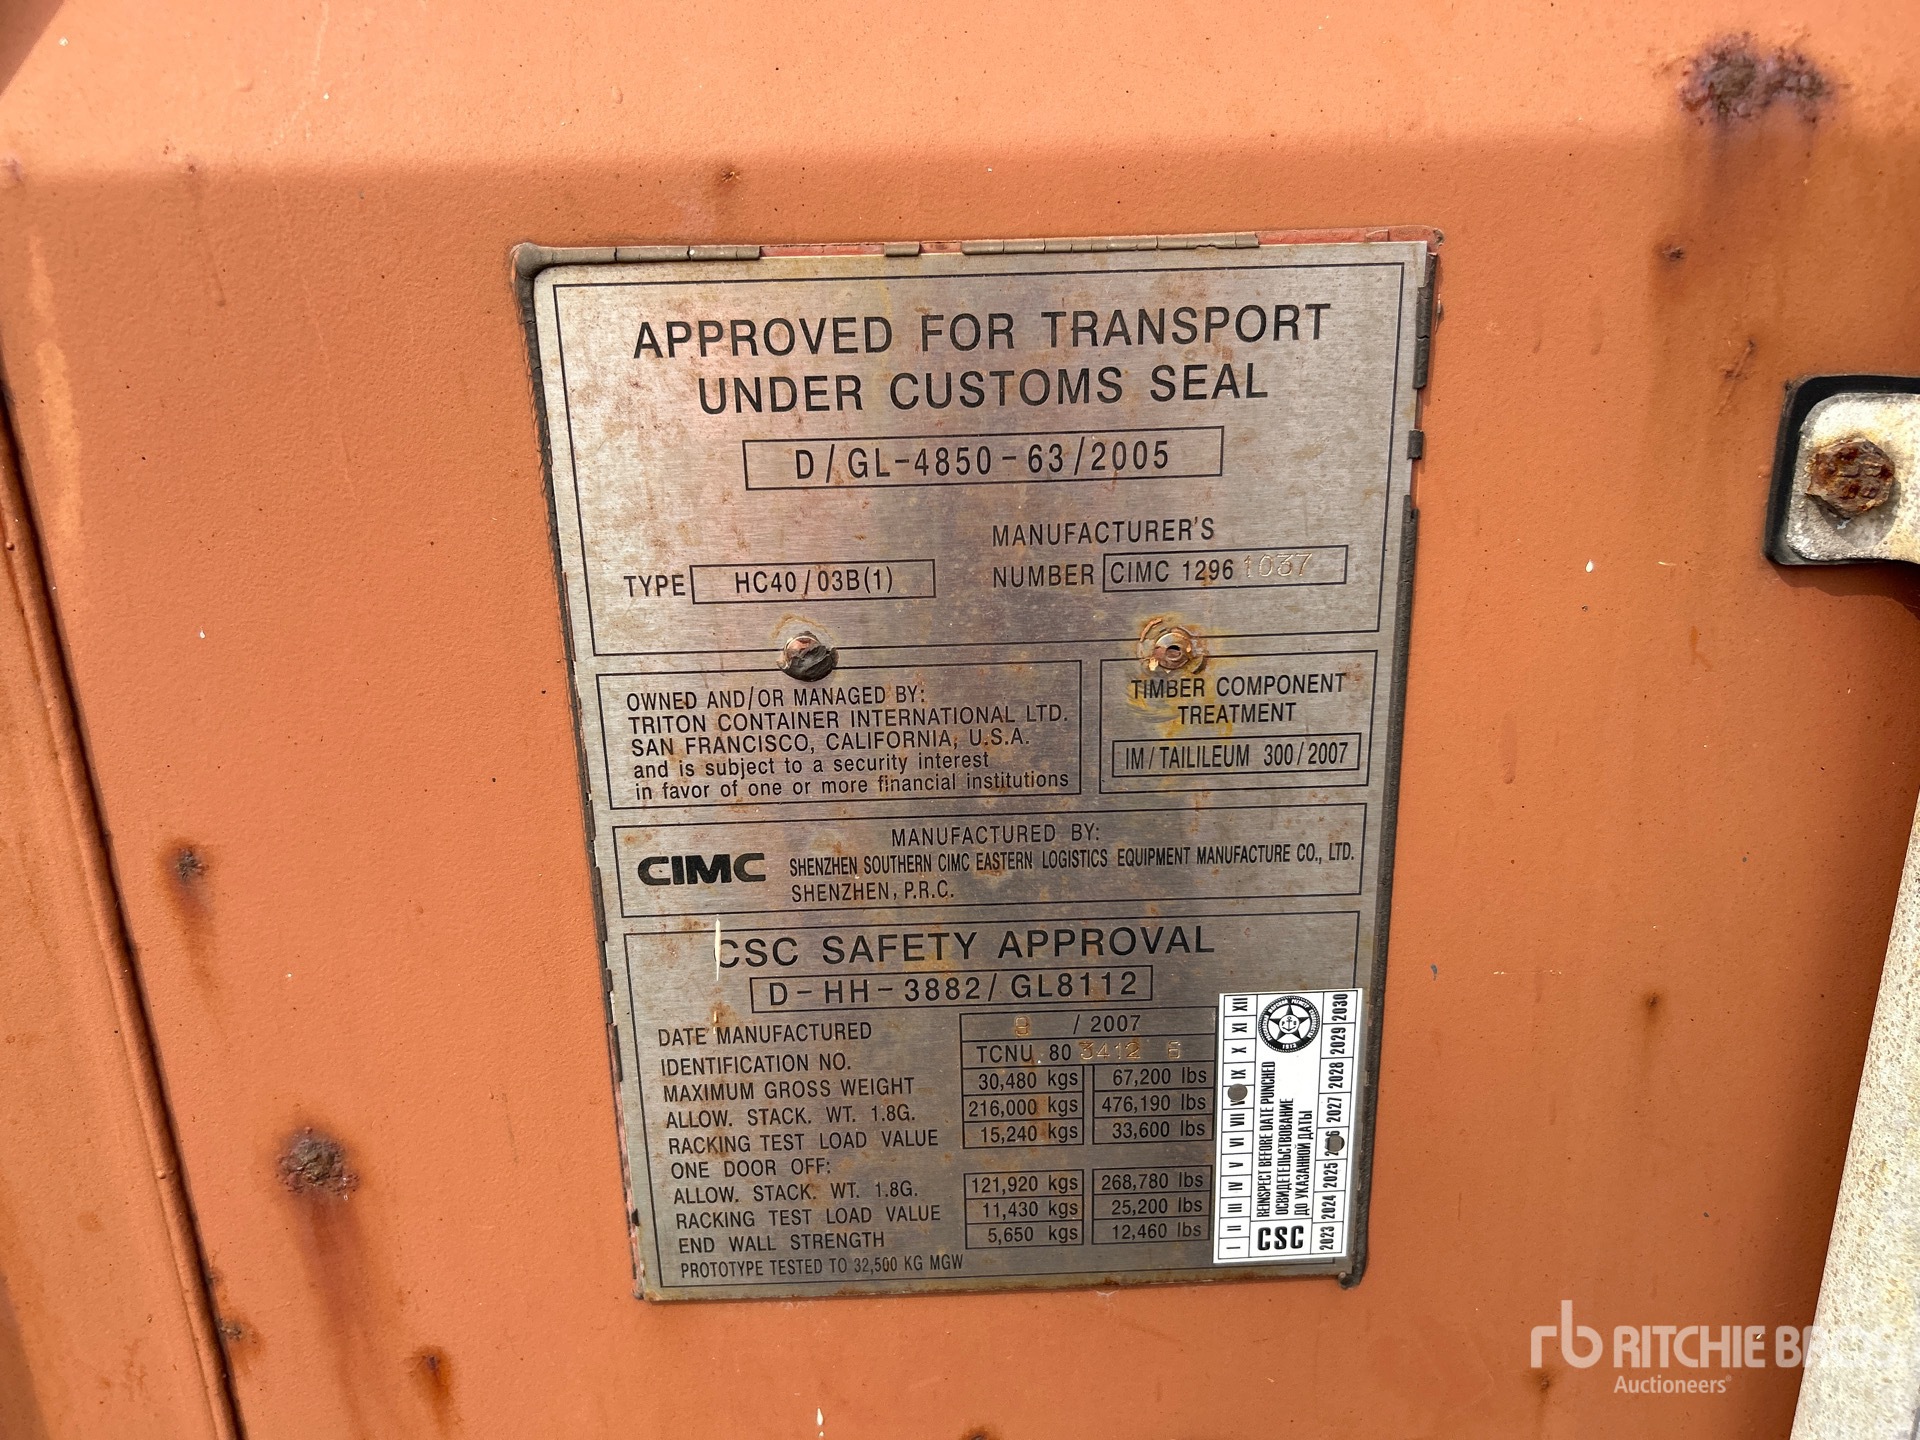 APPROVED FOR TRANSPORT
UNDER CUSTOMS SEAL
D/GL-4850-63/2005
MANUFACTURER'S
TYPE HC40/03B(1) NUMBER CIMC 1296 1037
OWNED AND/OR MANAGED BY:
TRITON CONTAINER INTERNATIONAL LTD.
SAN FRANCISCO, CALIFORNIA, U.S.A.
and is subject to a security interest
in favor of one or more financial institutions
TIMBER COMPONENT
TREATMENT
IM/TAILILEUM 300/2007
MANUFACTURED BY:
CIMC SHENZHEN SOUTHERN CIMC EASTERN LOGISTICS EQUIPMENT MANUFACTURE CO., LTD.
SHENZHEN, P.R.C.
CSC SAFETY APPROVAL
D-HH-3882/GL8112
DATE MANUFACTURED 9 / 2007
IDENTIFICATION NO. TCNU 80 3412 6
MAXIMUM GROSS WEIGHT 30,480 kgs 67,200 lbs
ALLOW. STACK. WT. 1.8G. 216,000 kgs 476,190 lbs
RACKING TEST LOAD VALUE 15,240 kgs 33,600 lbs
ONE DOOR OFF:
ALLOW. STACK. WT. 1.8G. 121,920 kgs 268,780 lbs
RACKING TEST LOAD VALUE 11,430 kgs 25,200 lbs
END WALL STRENGTH 5,650 kgs 12,460 lbs
PROTOTYPE TESTED TO 32,500 KG MGW
I II III IV V VI VII IX X XI XII
CSC
REINSPECT BEFORE DATE PUNCHED
ОСВИДЕТЕЛЬСТВОВАНИЕ
ДО УКАЗАННОЙ ДАТЫ
1913
2023 2024 2025 2027 2028 2029 2030
rb RITCHIE BROS
Auctioneers